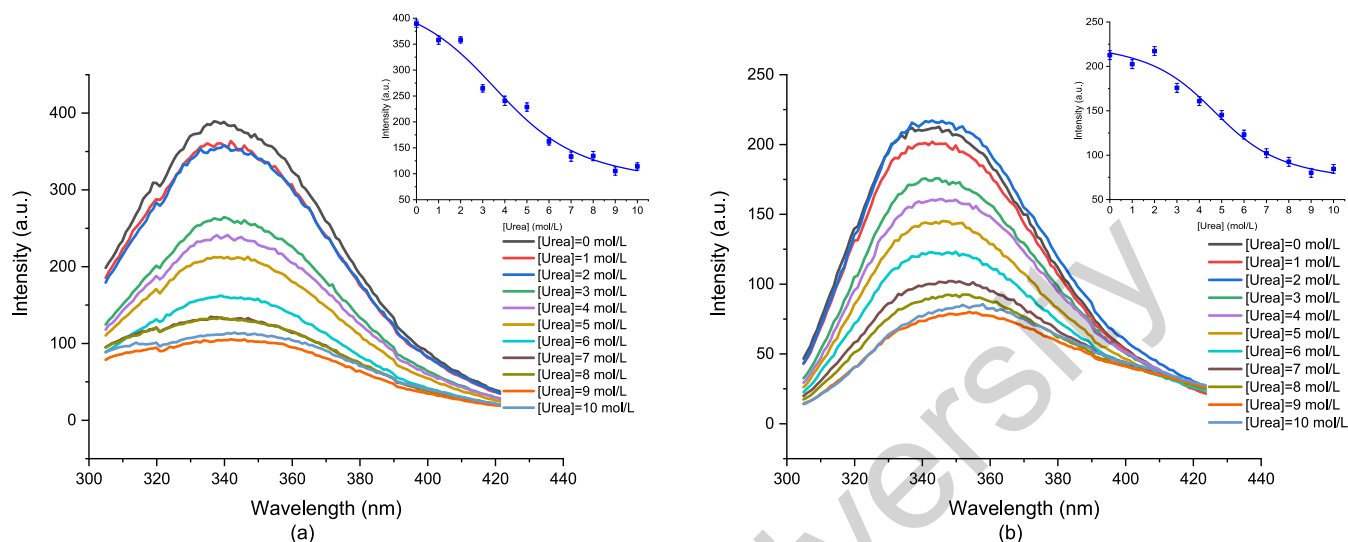 400
350
300
250
200
150
100
50
0 1 2 3 4 5 6 7 8 9 10
Intensity (a.u.)
[Urea] (mol/L)
400
300
200
100
0
Intensity (a.u.)
[Urea]=0 mol/L
[Urea]=1 mol/L
[Urea]=2 mol/L
[Urea]=3 mol/L
[Urea]=4 mol/L
[Urea]=5 mol/L
[Urea]=6 mol/L
[Urea]=7 mol/L
[Urea]=8 mol/L
[Urea]=9 mol/L
[Urea]=10 mol/L
300 320 340 360 380 400 420 440
Wavelength (nm)
(a)
250
200
150
100
50
0 1 2 3 4 5 6 7 8 9 10
Intensity (a.u.)
[Urea] (mol/L)
250
200
150
100
50
0
Intensity (a.u.)
[Urea]=0 mol/L
[Urea]=1 mol/L
[Urea]=2 mol/L
[Urea]=3 mol/L
[Urea]=4 mol/L
[Urea]=5 mol/L
[Urea]=6 mol/L
[Urea]=7 mol/L
[Urea]=8 mol/L
[Urea]=9 mol/L
[Urea]=10 mol/L
300 320 340 360 380 400 420 440
Wavelength (nm)
(b)